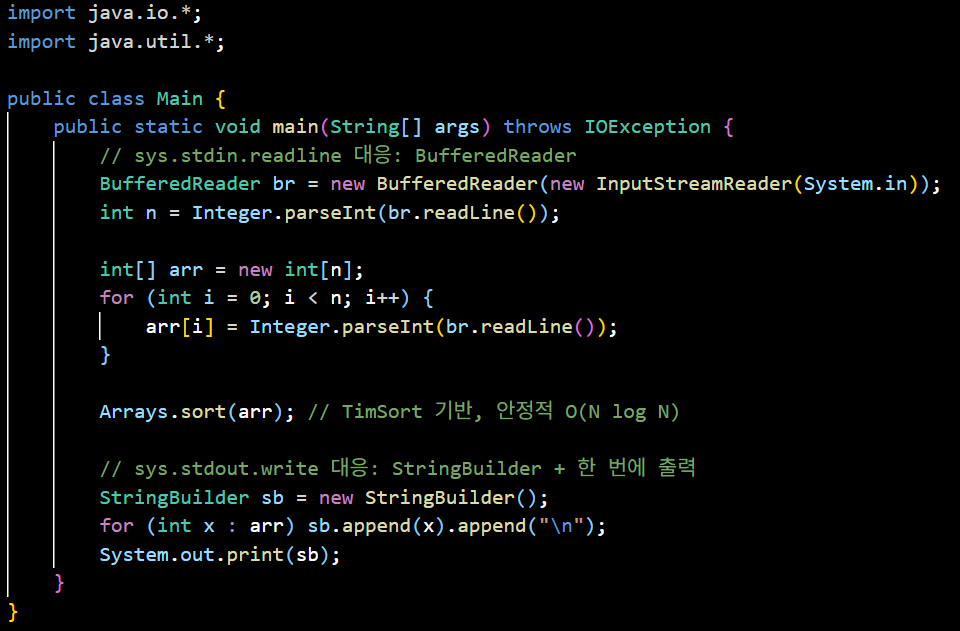 import java.io.*;
import java.util.*;

public class Main {
    public static void main(String[] args) throws IOException {
        // sys.stdin.readline 대응: BufferedReader
        BufferedReader br = new BufferedReader(new InputStreamReader(System.in));
        int n = Integer.parseInt(br.readLine());

        int[] arr = new int[n];
        for (int i = 0; i < n; i++) {
            arr[i] = Integer.parseInt(br.readLine());
        }

        Arrays.sort(arr); // TimSort 기반, 안정적 O(N log N)

        // sys.stdout.write 대응: StringBuilder + 한 번에 출력
        StringBuilder sb = new StringBuilder();
        for (int x : arr) sb.append(x).append("\n");
        System.out.print(sb);
    }
}